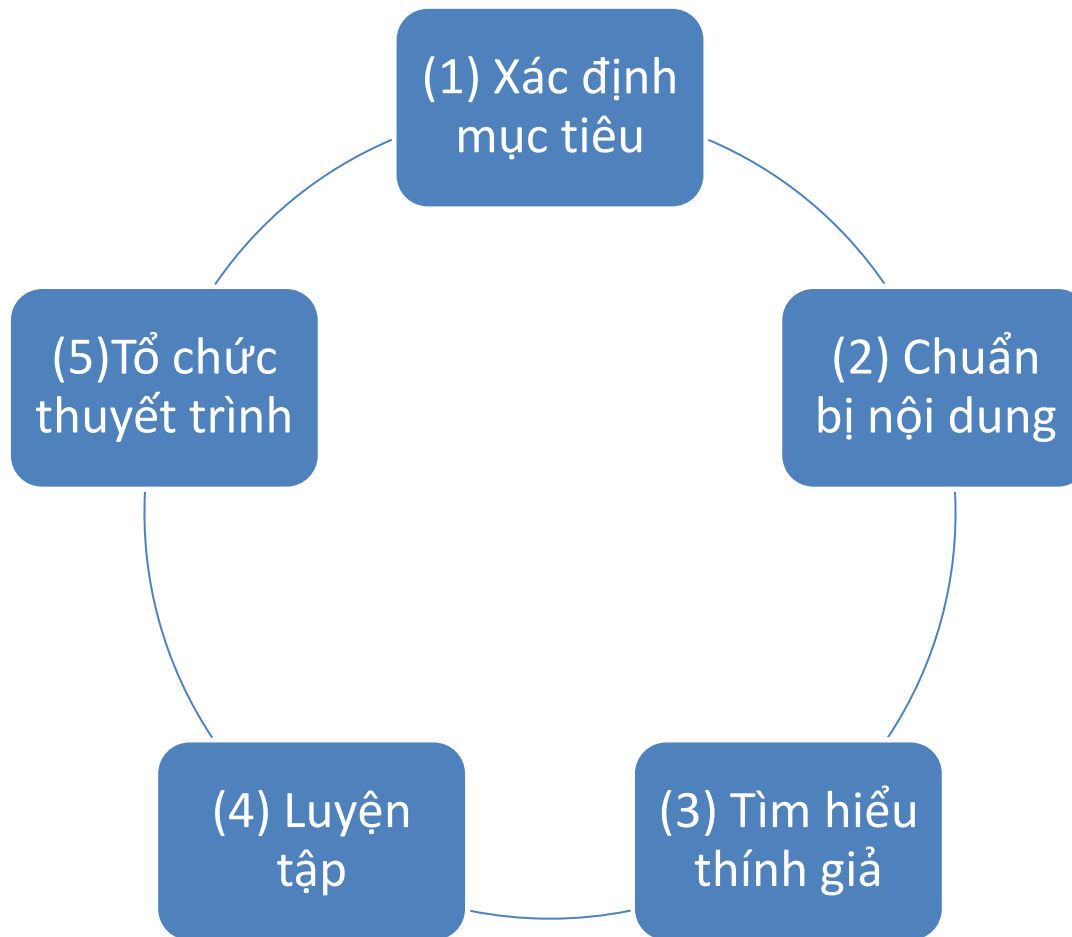 (1) Xác định
mục tiêu
(2) Chuẩn
bị nội dung
(3) Tìm hiểu
thính giả
(4) Luyện
tập
(5)Tổ chức
thuyết trình